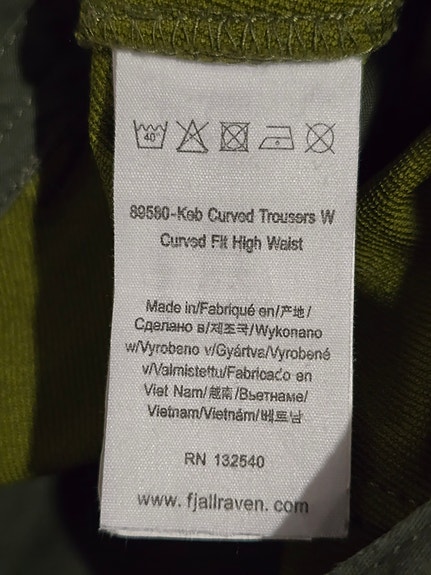 40°
89580-Keb Curved Trousers W
Curved Fit High Waist
Made in/Fabriqué en/产地/
Сделано в/제조국/Wykonano
w/Vyrobeno v/Gyártva/Vyrobené
v/Valmistettu/Fabricado en
Viet Nam/越南/Вьетнаме/
Vietnam/Vietnám/베트남
RN 132540
www. fjallraven. com